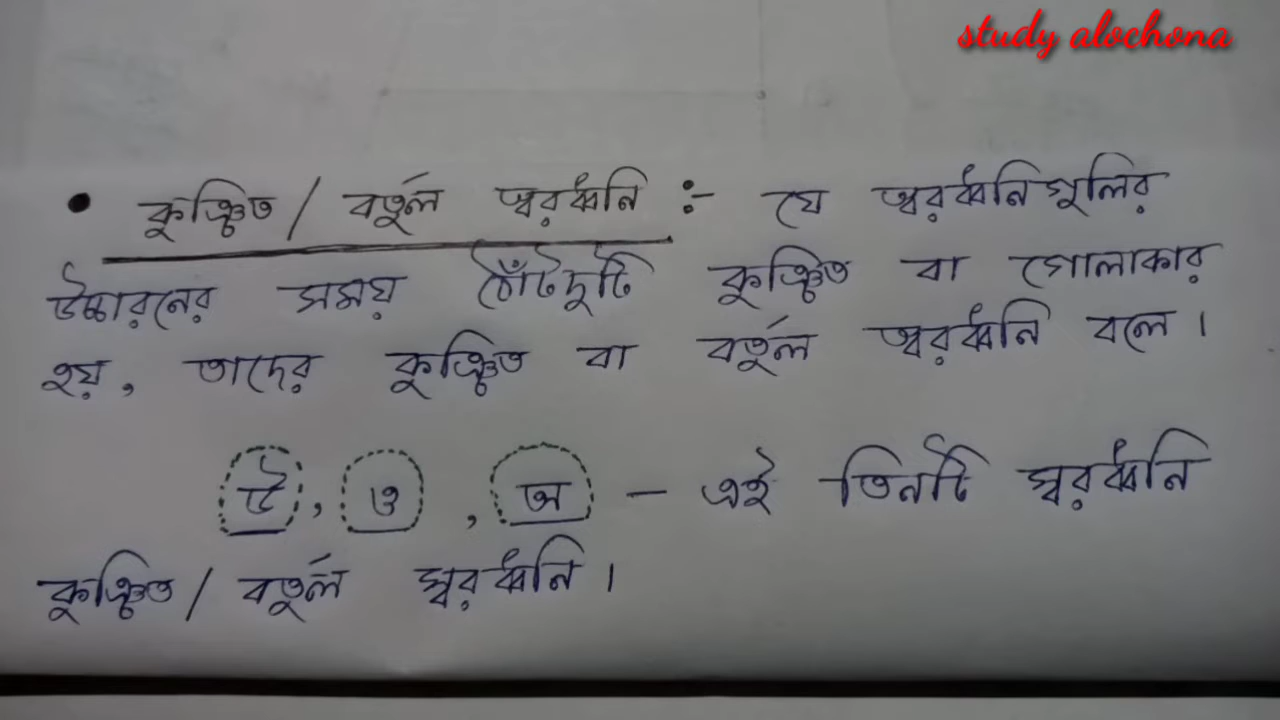 study alochona
• কুঞ্চিত / বর্তুল স্বরধ্বনি :- যে স্বরধ্বনিগুলির
উচ্চারনের সময় ঠোঁটদুটি কুঞ্চিত বা গোলাকার
হয়, তাদের কুঞ্চিত বা বর্তুল স্বরধ্বনি বলে।
উ, ও, অ – এই তিনটি স্বরধ্বনি
কুঞ্চিত / বর্তুল স্বরধ্বনি।